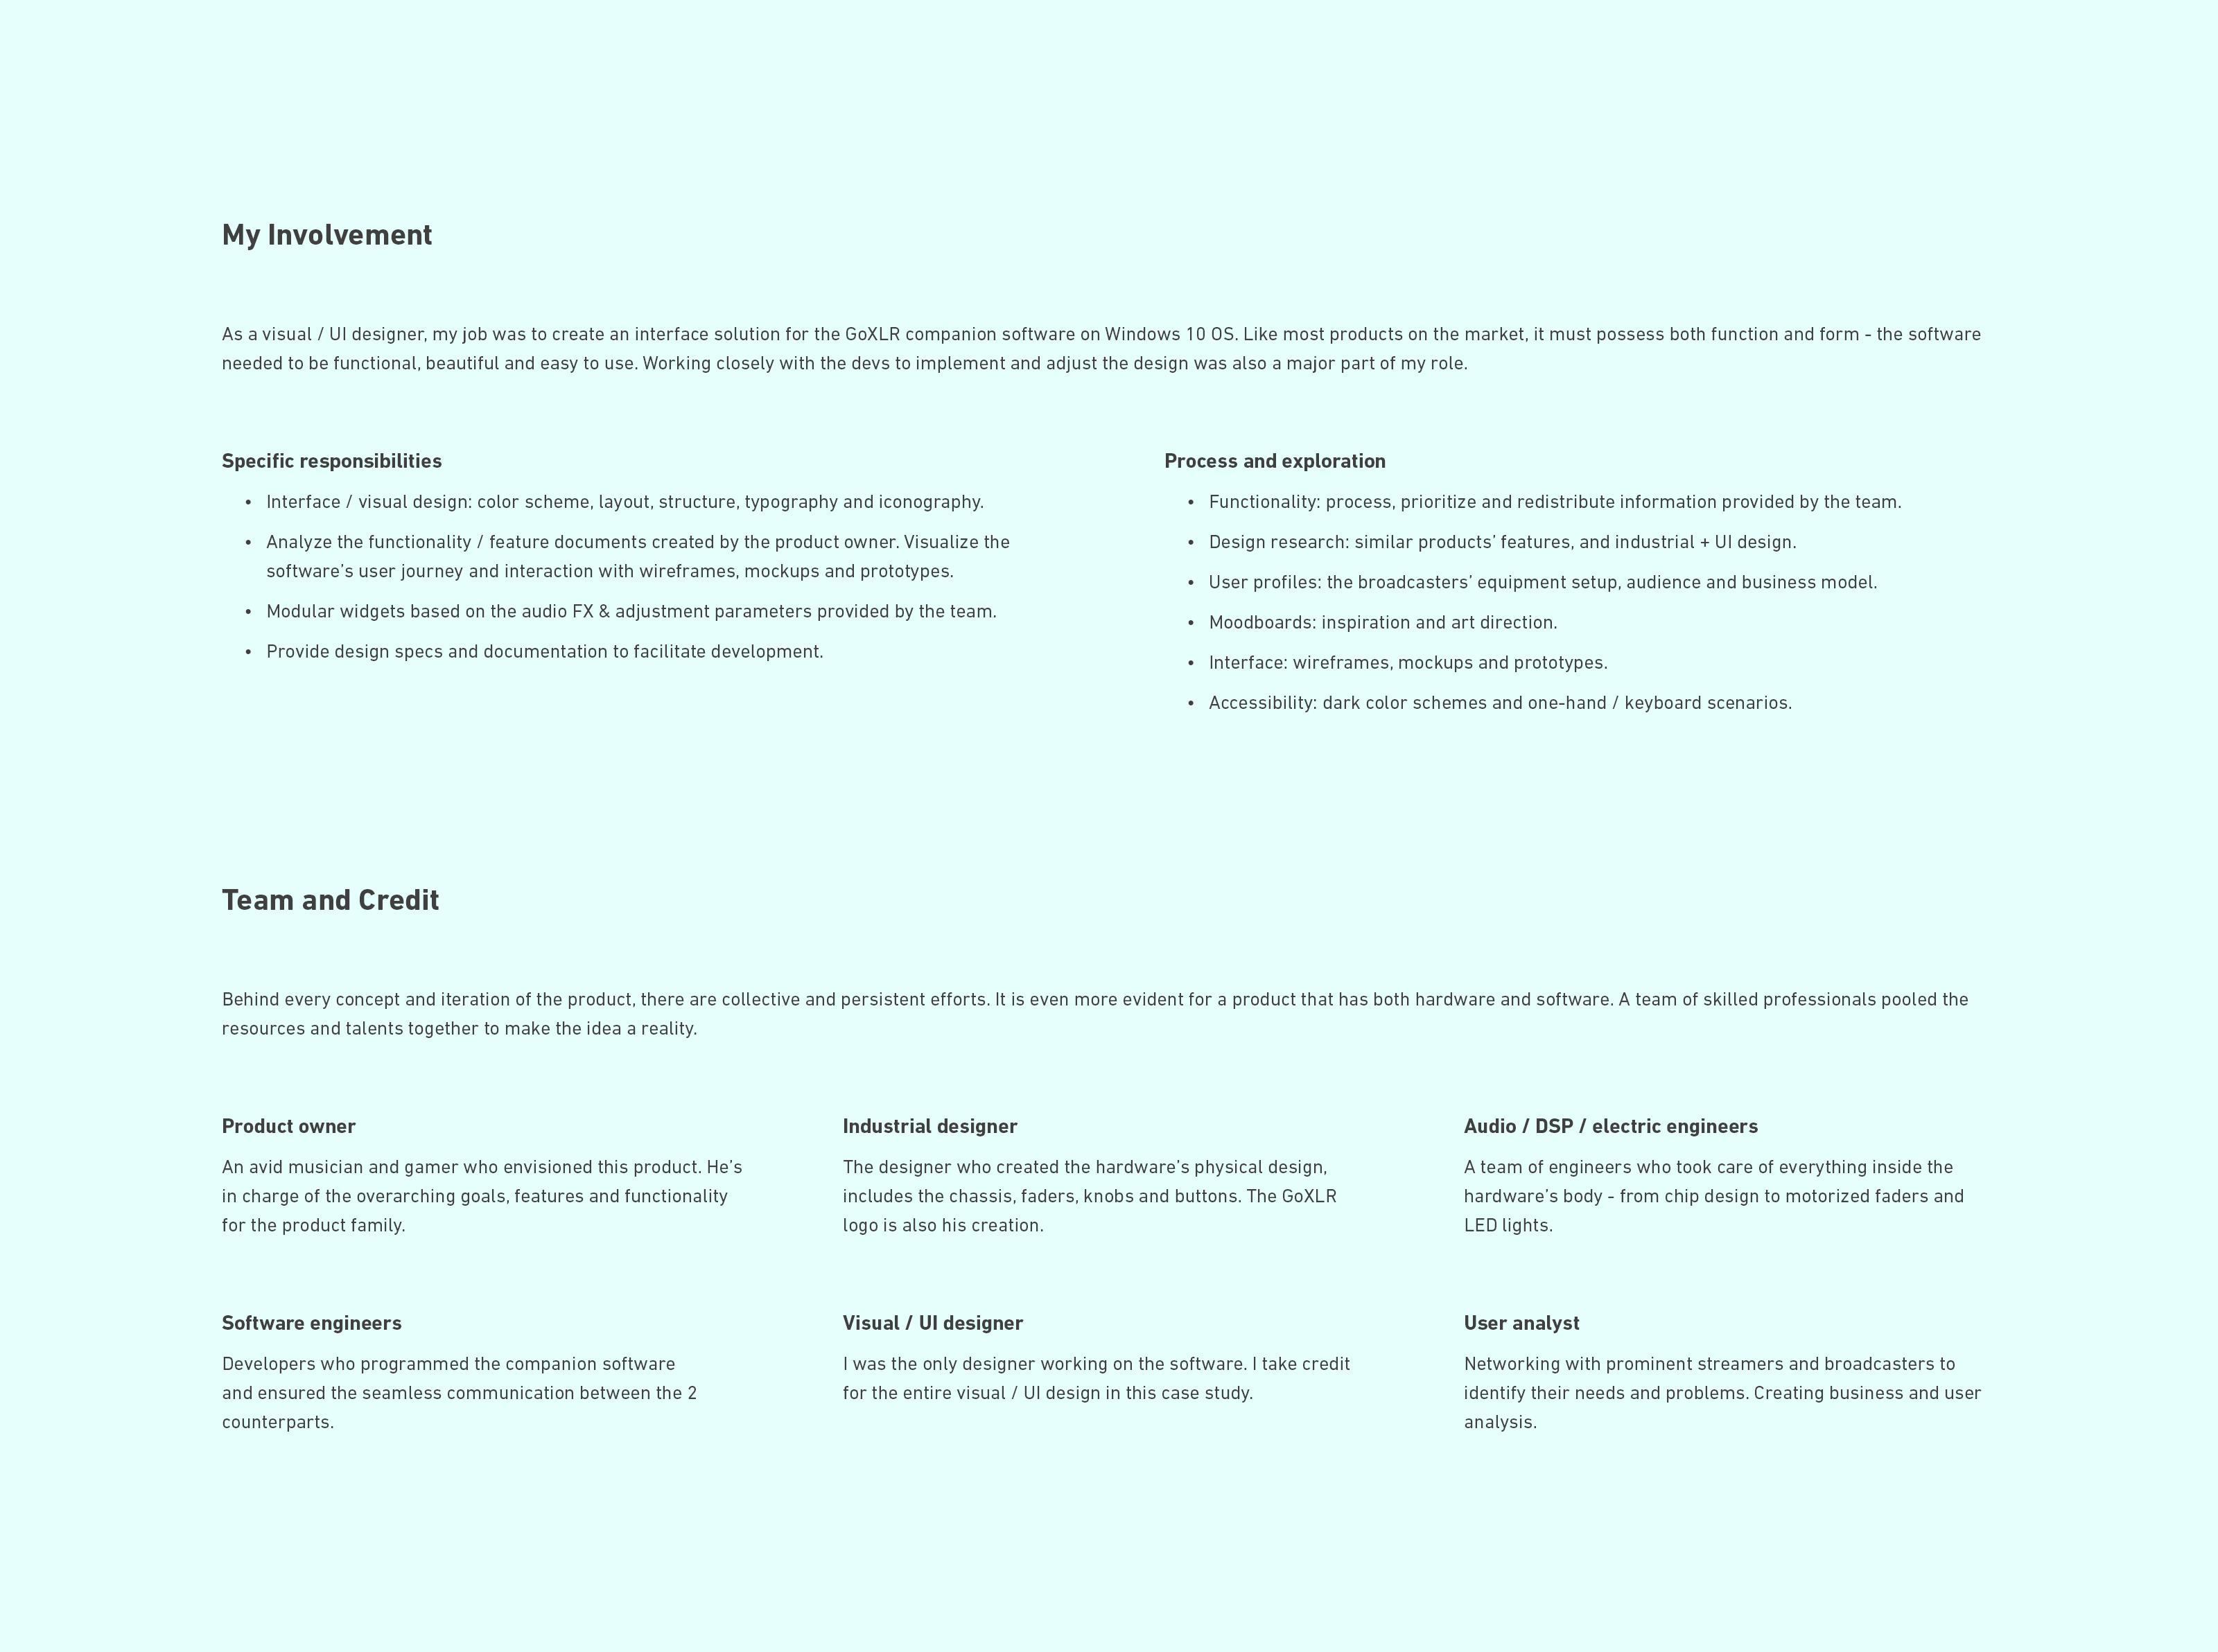 My Involvement
As a visual / UI designer, my job was to create an interface solution for the GoXLR companion software on Windows 10 OS. Like most products on the market, it must possess both function and form - the software
needed to be functional, beautiful and easy to use. Working closely with the devs to implement and adjust the design was also a major part of my role.
Specific responsibilities
• Interface / visual design: color scheme, layout, structure, typography and iconography.
• Analyze the functionality / feature documents created by the product owner. Visualize the
software’s user journey and interaction with wireframes, mockups and prototypes.
• Modular widgets based on the audio FX & adjustment parameters provided by the team.
• Provide design specs and documentation to facilitate development.
Process and exploration
• Functionality: process, prioritize and redistribute information provided by the team.
• Design research: similar products’ features, and industrial + UI design.
• User profiles: the broadcasters’ equipment setup, audience and business model.
• Moodboards: inspiration and art direction.
• Interface: wireframes, mockups and prototypes.
• Accessibility: dark color schemes and one-hand / keyboard scenarios.
Team and Credit
Behind every concept and iteration of the product, there are collective and persistent efforts. It is even more evident for a product that has both hardware and software. A team of skilled professionals pooled the
resources and talents together to make the idea a reality.
Product owner
An avid musician and gamer who envisioned this product. He’s
in charge of the overarching goals, features and functionality
for the product family.
Industrial designer
The designer who created the hardware’s physical design,
includes the chassis, faders, knobs and buttons. The GoXLR
logo is also his creation.
Audio / DSP / electric engineers
A team of engineers who took care of everything inside the
hardware’s body - from chip design to motorized faders and
LED lights.
Software engineers
Developers who programmed the companion software
and ensured the seamless communication between the 2
counterparts.
Visual / UI designer
I was the only designer working on the software. I take credit
for the entire visual / UI design in this case study.
User analyst
Networking with prominent streamers and broadcasters to
identify their needs and problems. Creating business and user
analysis.